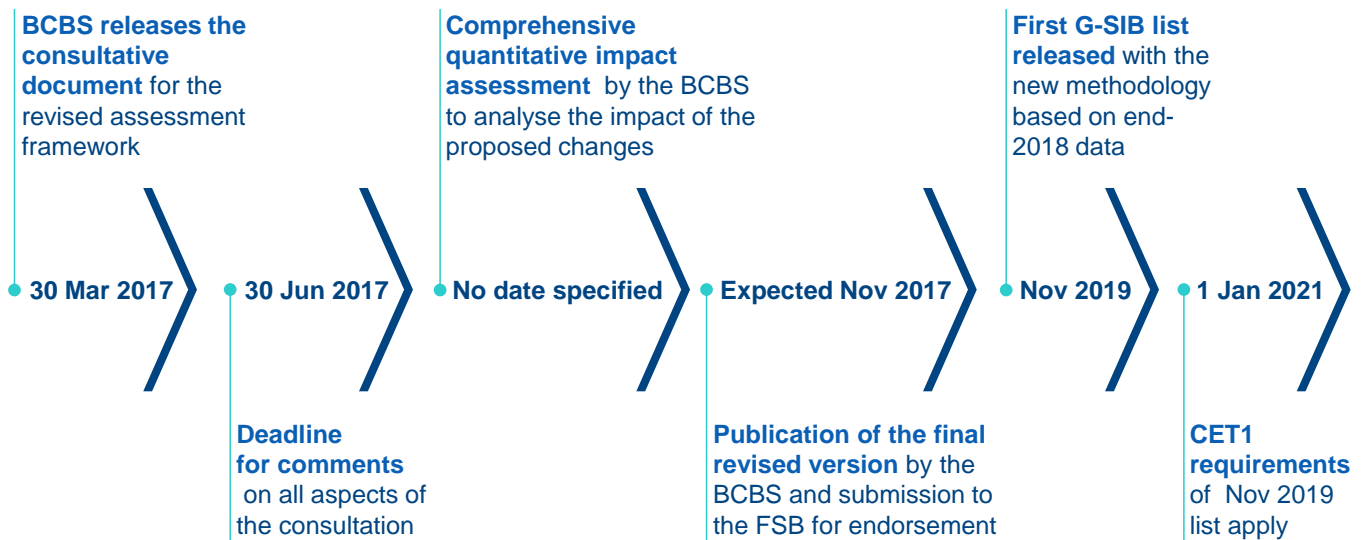 BCBS releases the
consultative
document for the
revised assessment
framework
Comprehensive
quantitative impact
assessment by the BCBS
to analyse the impact of the
proposed changes
First G-SIB list
released with the
new methodology
based on end-
2018 data
30 Mar 2017
30 Jun 2017
No date specified
Expected Nov 2017
Nov 2019
1 Jan 2021
Deadline
for comments
on all aspects of
the consultation
Publication of the final
revised version by the
BCBS and submission to
the FSB for endorsement
CET1
requirements
of Nov 2019
list apply